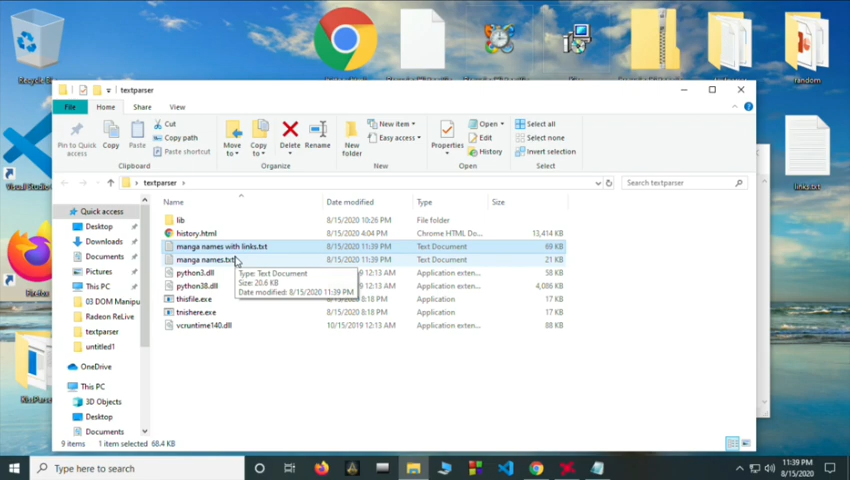 Recycle
random
textparser
File
Home
Share
View
Pin to Quick access
Copy
Paste
Cut
Copy path
Paste shortcut
Clipboard
Move to
Copy to
Delete
Rename
Organize
New folder
New item
Easy access
New
Properties
Open
Edit
History
Open
Select all
Select none
Invert selection
Select
textparser
Search textparser
Name
Date modified
Type
Size
Quick access
Desktop
Downloads
Documents
Pictures
03 DOM Manipu
Radeon ReLive
textparser
untitled1
OneDrive
This PC
3D Objects
Desktop
Documents
lib 8/15/2020 10:26 PM File folder
history.html 8/15/2020 4:04 PM Chrome HTML Do... 13,414 KB
manga names with links.txt 8/15/2020 11:39 PM Text Document 69 KB
manga names.txt 8/15/2020 11:39 PM Text Document 21 KB
python3.dll 9 12:13 AM Application exten... 58 KB
python38.dll 9 12:13 AM Application exten... 4,086 KB
thisfile.exe 8:18 PM Application 17 KB
tnishere.exe 8/15/2020 8:18 PM Application 17 KB
vcruntime140.dll 10/15/2019 12:13 AM Application exten... 88 KB
Type: Text Document
Size: 20.6 KB
Date modified: 8/15/2020 11:39 PM
9 items 1 item selected 68.4 KB
Visual Studio
Firefox
links.txt
Type here to search
11:39 PM
8/15/2020